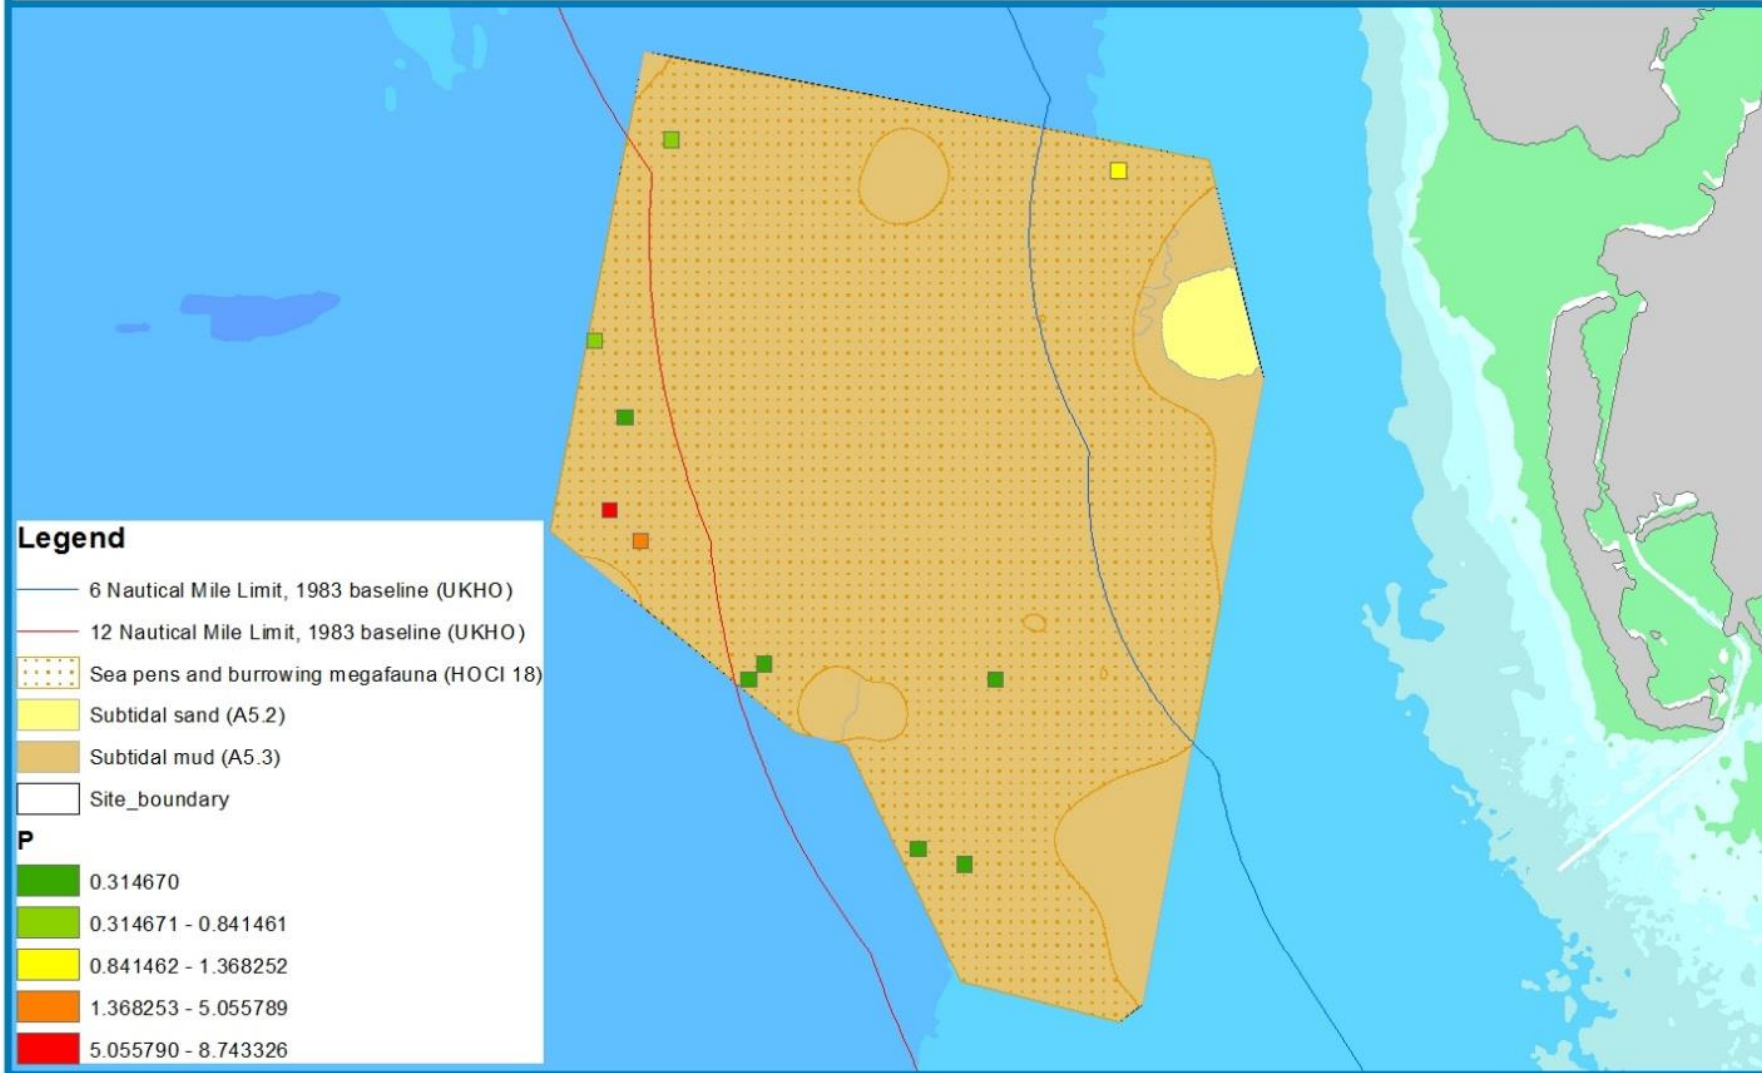 Legend
6 Nautical Mile Limit, 1983 baseline (UKHO)
12 Nautical Mile Limit, 1983 baseline (UKHO)
Sea pens and burrowing megafauna (HOCI 18)
Subtidal sand (A5.2)
Subtidal mud (A5.3)
Site_boundary
P
0.314670
0.314671 - 0.841461
0.841462 - 1.368252
1.368253 - 5.055789
5.055790 - 8.743326